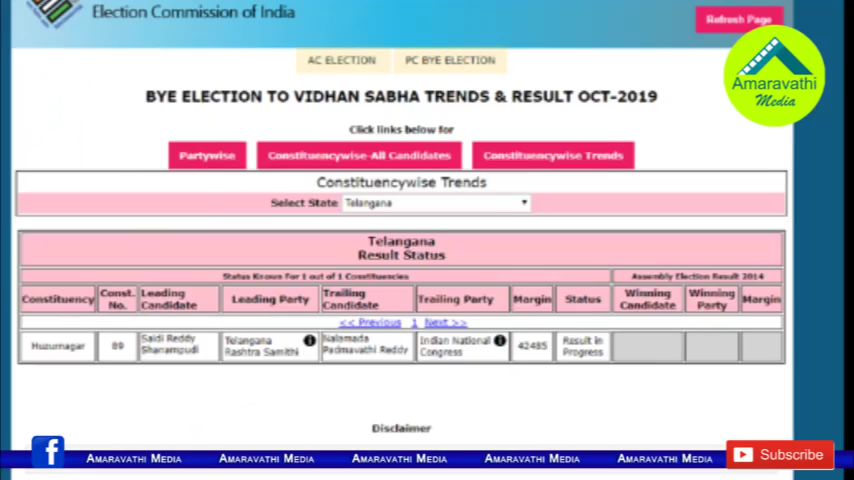 Election Commission of India
Refresh Page
AC ELECTION PC BYE ELECTION
Amaravathi
Media
BYE ELECTION TO VIDHAN SABHA TRENDS & RESULT OCT-2019
Click links below for
Partywise Constituencywise-All Candidates Constituencywise Trends
Constituencywise Trends
Select State Telangana
Telangana
Result Status
Status Known For 1 out of 1 Constituencies Assembly Election Result 2014
Constituency Const. No. Leading Candidate Leading Party Trailing Candidate Trailing Party Margin Status Winning Candidate Winning Party Margin
<< Previous 1 Next >>
Huzurnagar 89 Saidi Reddy Shanampudi Telangana Rashtra Samithi i Nalamada Padmavathi Reddy Indian National Congress i 42485 Result in Progress
Disclaimer
f AMARAVATHI MEDIA AMARAVATHI MEDIA AMARAVATHI MEDIA AMARAVATHI MEDIA AMARAVATHI MEDIA Subscribe